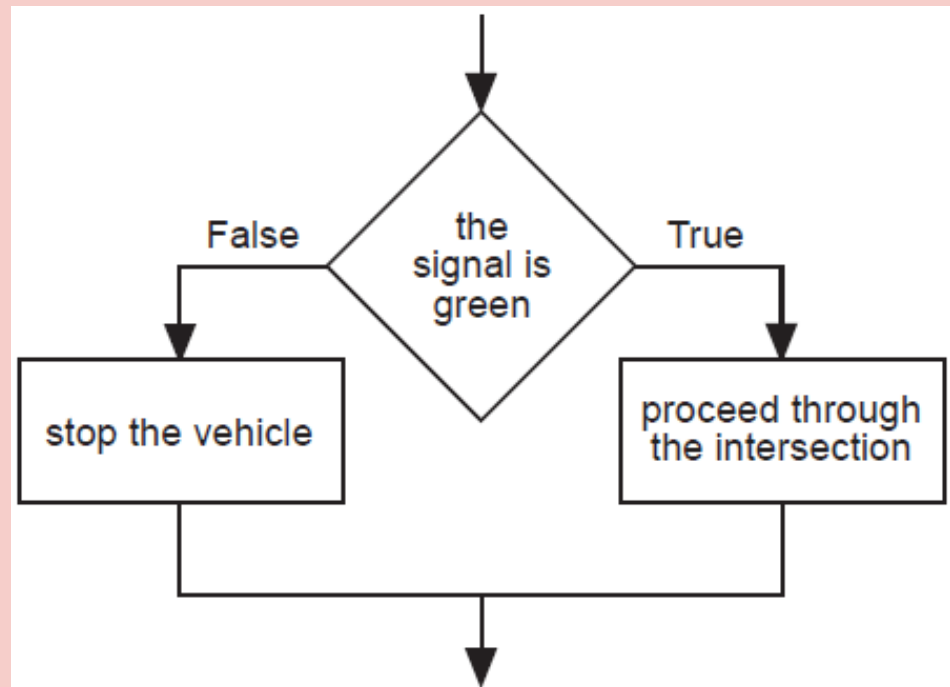 False
the
signal is
green
True
stop the vehicle
proceed through
the intersection